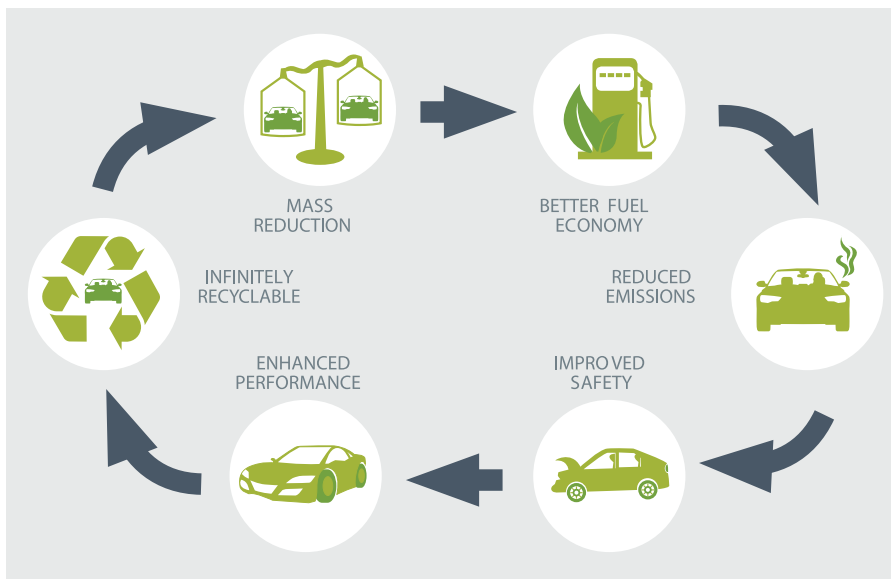 MASS
REDUCTION
BETTER FUEL
ECONOMY
INFINITELY
RECYCLABLE
REDUCED
EMISSIONS
ENHANCED
PERFORMANCE
IMPROVED
SAFETY